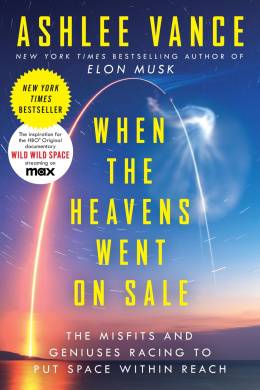 ASHLEE VANCE
NEW YORK TIMES BESTSELLING AUTHOR OF
ELON MUSK
NEW YORK
TIMES
BESTSELLER
The inspiration for
the HBO® Original
documentary
WILD WILD SPACE
streaming on
max
WHEN
THE
HEAVENS
WENT
ON SALE
THE MISFITS AND
GENIUSES RACING TO
PUT SPACE WITHIN REACH